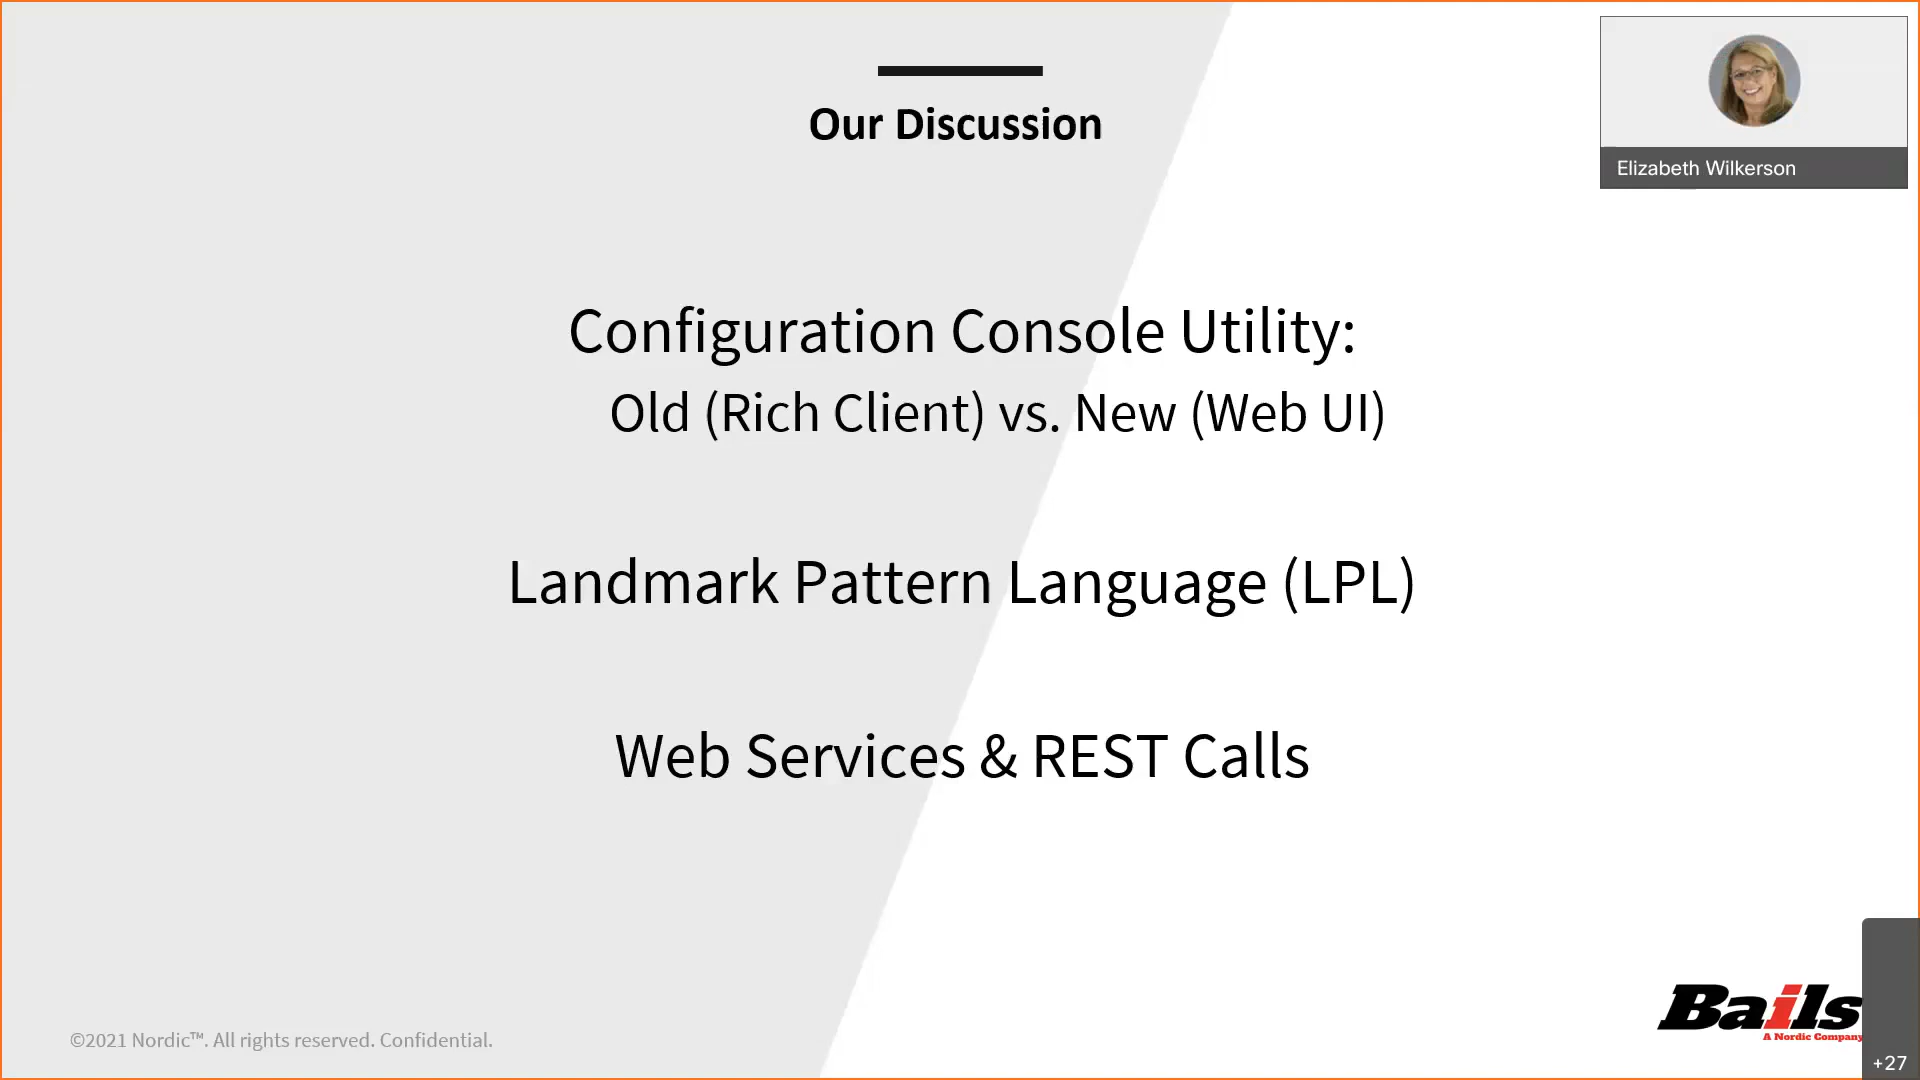 Our Discussion
Elizabeth Wilkerson
Configuration Console Utility:
Old (Rich Client) vs. New (Web UI)
Landmark Pattern Language (LPL)
Web Services & REST Calls
©2021 Nordic™. All rights reserved. Confidential.
Bails
A Nordic Company
+27